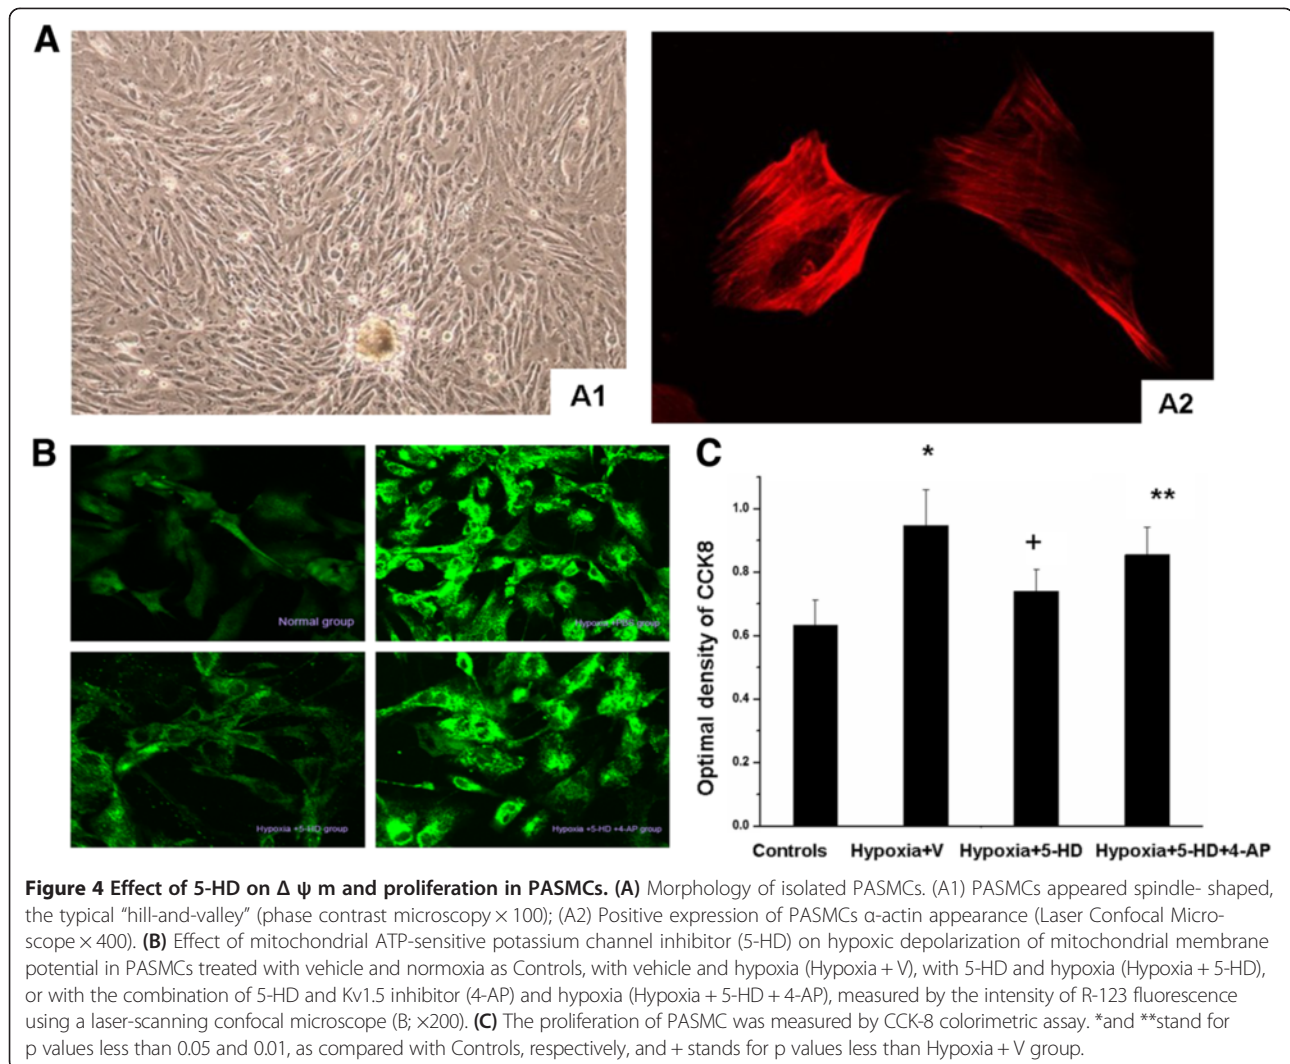 A
A1
A2
B
Normal group
Hypoxia
group
Hypoxia +5-HD group
Hypoxia +5-HD +4-AP group
C
Optimal density of CCK8
1.0
0.8
0.6
0.4
0.2
0.0
*
+
**
Controls
Hypoxia+V
Hypoxia+5-HD
Hypoxia+5-HD+4-AP
Figure 4 Effect of 5-HD on Δ ψ m and proliferation in PASMCs. (A) Morphology of isolated PASMCs. (A1) PASMCs appeared spindle- shaped,
the typical “hill-and-valley” (phase contrast microscopy × 100); (A2) Positive expression of PASMCs α-actin appearance (Laser Confocal Micro-
scope × 400). (B) Effect of mitochondrial ATP-sensitive potassium channel inhibitor (5-HD) on hypoxic depolarization of mitochondrial membrane
potential in PASMCs treated with vehicle and normoxia as Controls, with vehicle and hypoxia (Hypoxia + V), with 5-HD and hypoxia (Hypoxia + 5-HD),
or with the combination of 5-HD and Kv1.5 inhibitor (4-AP) and hypoxia (Hypoxia + 5-HD + 4-AP), measured by the intensity of R-123 fluorescence
using a laser-scanning confocal microscope (B; ×200). (C) The proliferation of PASMC was measured by CCK-8 colorimetric assay. *and **stand for
p values less than 0.05 and 0.01, as compared with Controls, respectively, and + stands for p values less than Hypoxia + V group.